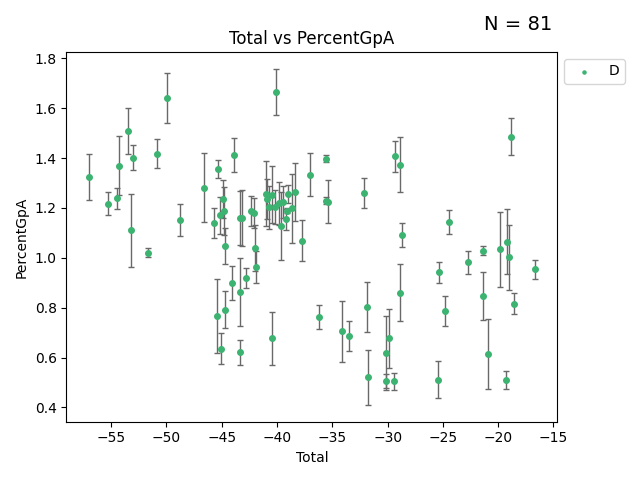 N = 81
Total vs PercentGpA
D
PercentGpA
1.8
1.6
1.4
1.2
1.0
0.8
0.6
0.4
−55 −50 −45 −40 −35 −30 −25 −20 −15
Total